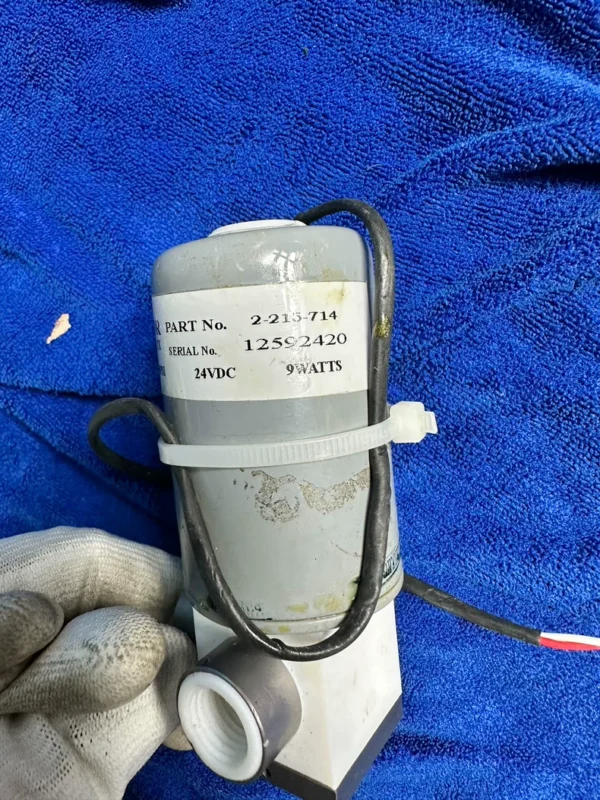 PART No. 2-215-714
SERIAL No. 12592420
24VDC 9WATTS